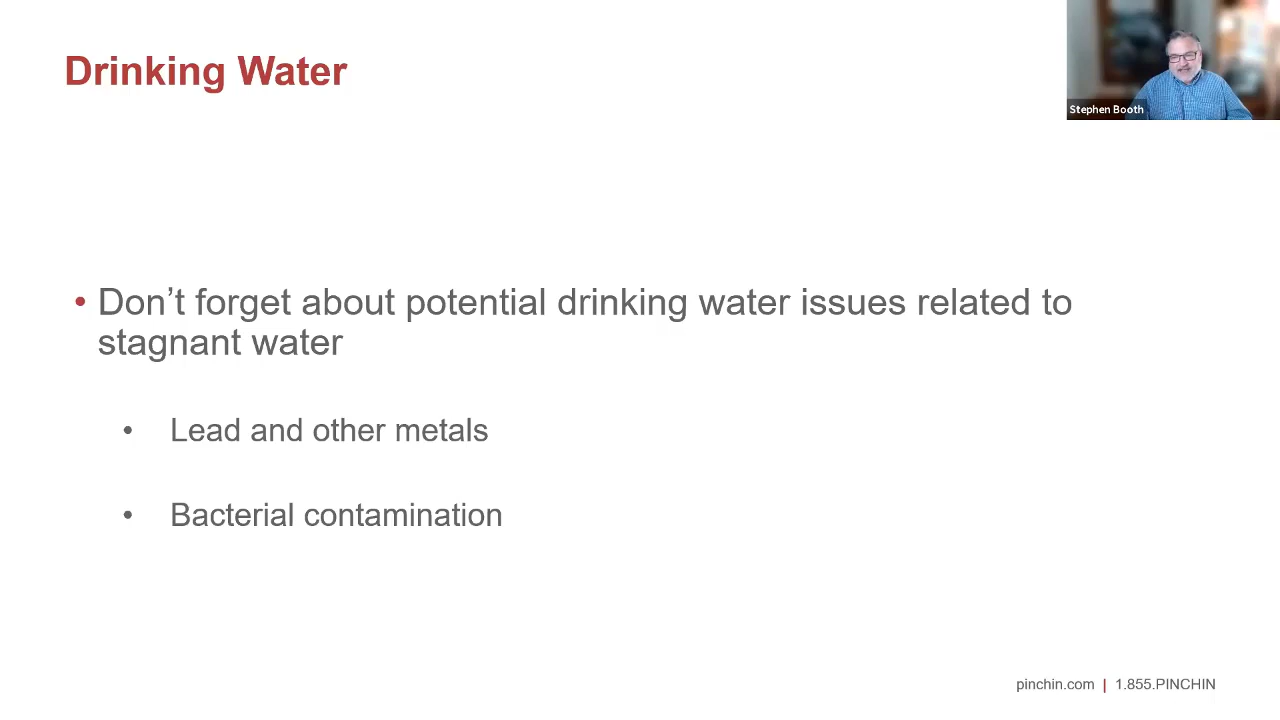 Drinking Water
Stephen Booth
• Don’t forget about potential drinking water issues related to
stagnant water
• Lead and other metals
• Bacterial contamination
pinchin.com | 1.855.PINCHIN